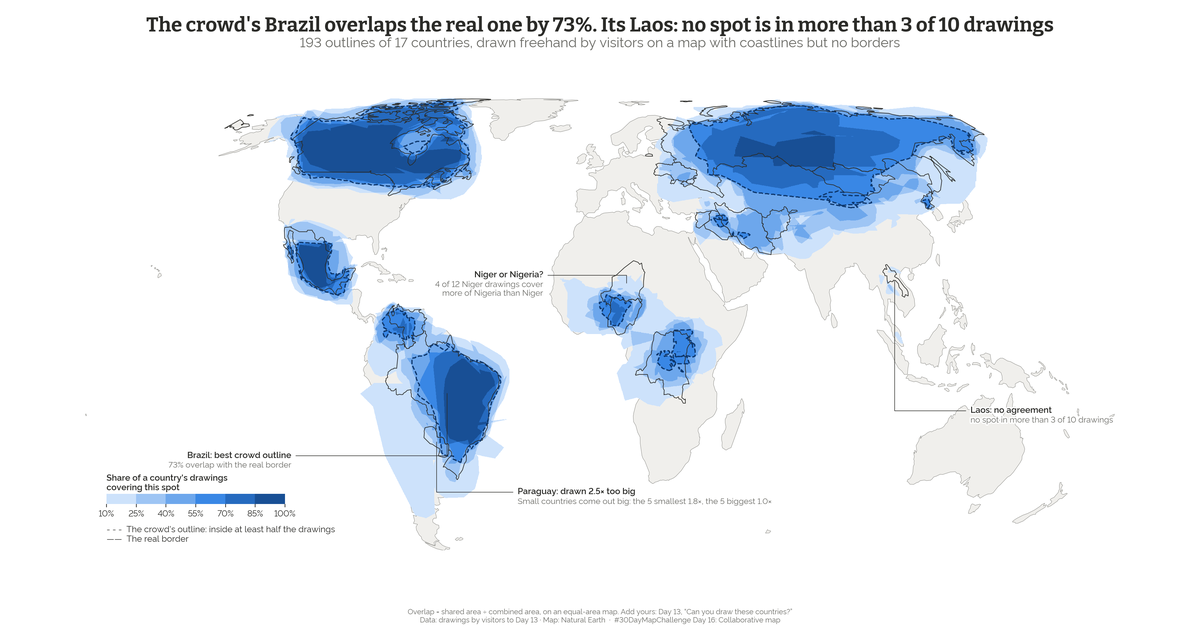 The crowd's Brazil overlaps the real one by 73%. Its Laos: no spot is in more than 3 of 10 drawings
193 outlines of 17 countries, drawn freehand by visitors on a map with coastlines but no borders
Niger or Nigeria?
4 of 12 Niger drawings cover
more of Nigeria than Niger
Laos: no agreement
no spot in more than 3 of 10 drawings
Brazil: best crowd outline
73% overlap with the real border
Paraguay: drawn 2.5× too big
Small countries come out big: the 5 smallest 1.8×, the 5 biggest 1.0×
Share of a country's drawings
covering this spot
10% 25% 40% 55% 70% 85% 100%
The crowd's outline: inside at least half the drawings
The real border
Overlap = shared area ÷ combined area, on an equal-area map. Add yours: Day 13, "Can you draw these countries?"
Data: drawings by visitors to Day 13 · Map: Natural Earth · #30DayMapChallenge Day 16: Collaborative map